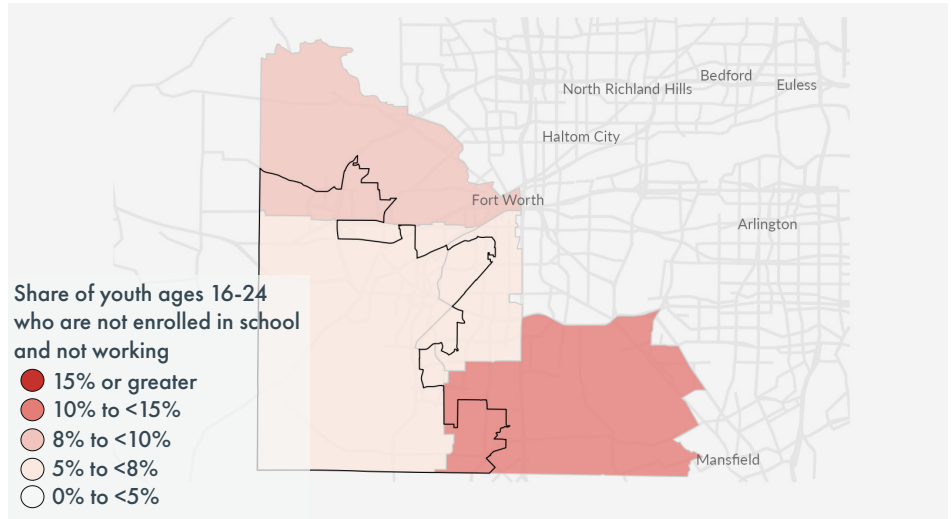 Bedford
Euless
North Richland Hills
Haltom City
Fort Worth
Arlington
Share of youth ages 16-24
who are not enrolled in school
and not working
15% or greater
10% to <15%
8% to <10%
5% to <8%
0% to <5%
Mansfield